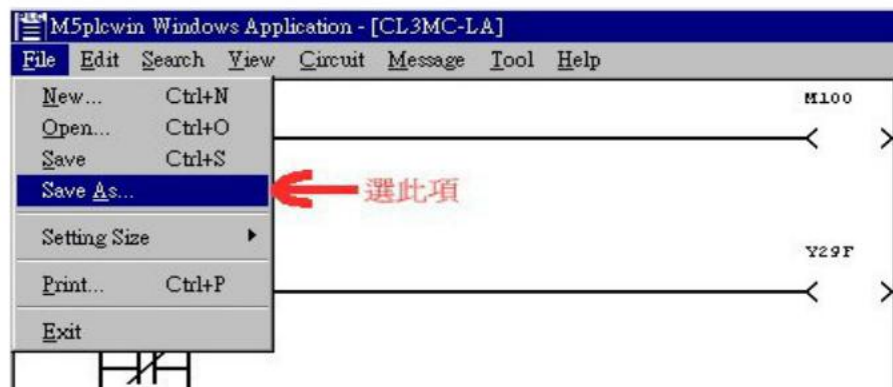 M5plcwin Windows Application - [CL3MC-LA]
File Edit Search View Circuit Message Tool Help
New... Ctrl+N
M100
Open... Ctrl+O
Save Ctrl+S
Save As...
選此項
Setting Size
Y29F
Print... Ctrl+P
Exit